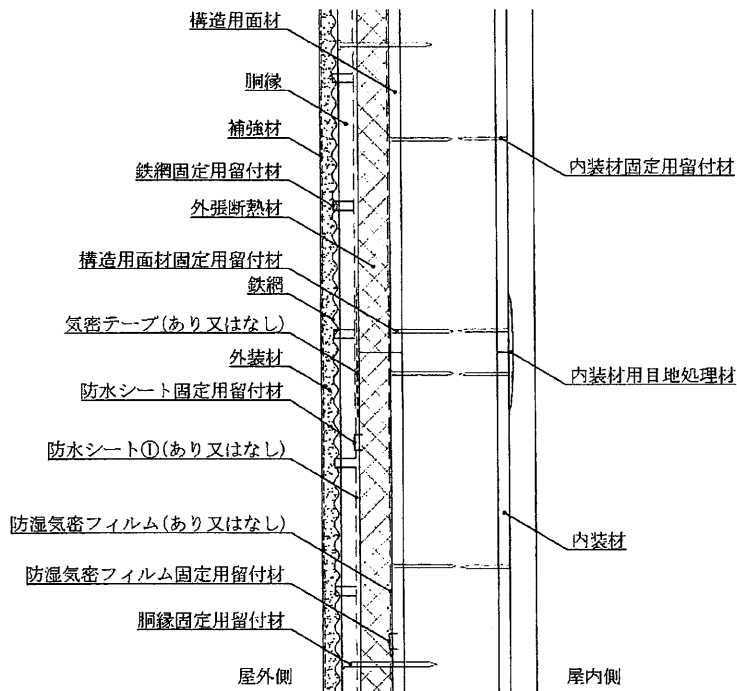 構造用面材
胴縁
補強材
鉄網固定用留付材
外張断熱材
構造用面材固定用留付材
鉄網
気密テープ(あり又はなし)
外装材
防水シート固定用留付材
防水シート①(あり又はなし)
防湿気密フィルム(あり又はなし)
防湿気密フィルム固定用留付材
胴縁固定用留付材
屋外側
内装材固定用留付材
内装材用目地処理材
内装材
屋内側